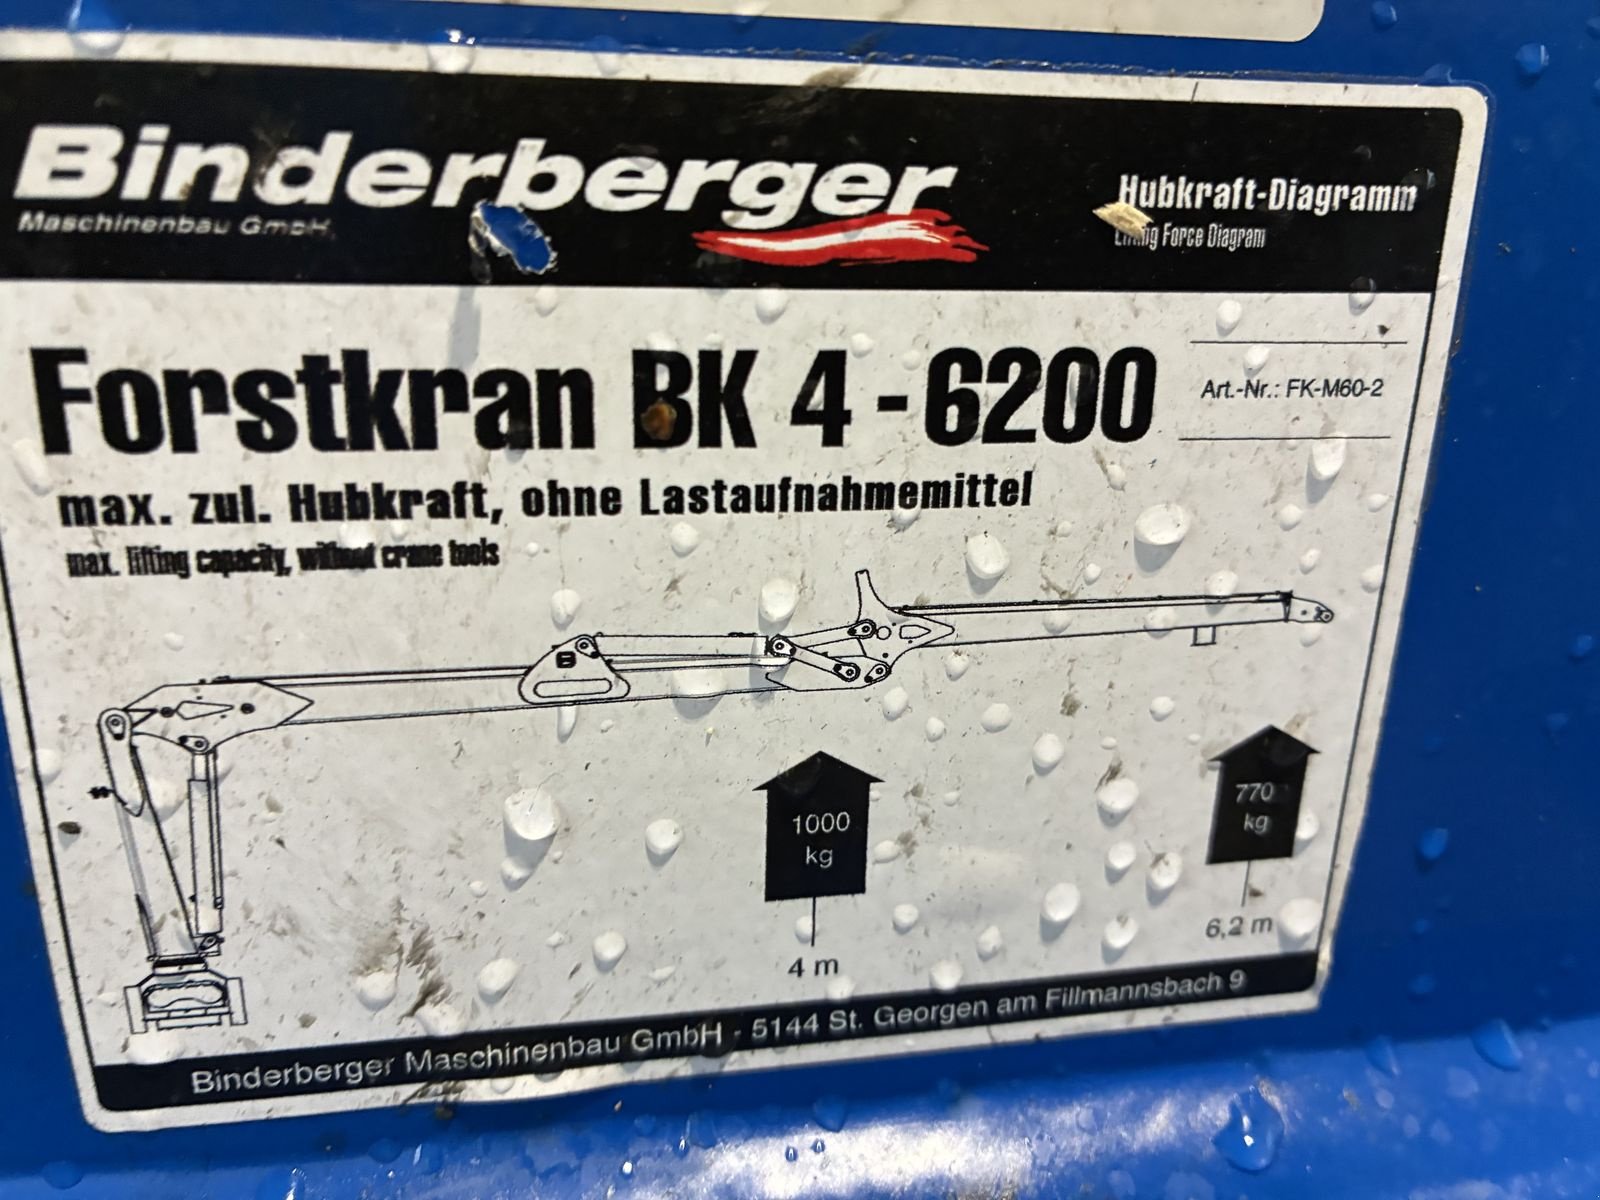 Binderberger
Maschinenbau GmbH
Hubkraft-Diagramm
Lifting Force Diagram
Forstkran BK 4 - 6200
Art.-Nr.: FK-M60-2
max. zul. Hubkraft, ohne Lastaufnahmemittel
max. lifting capacity, without crane tools
B
1000
kg
4 m
770
kg
6,2 m
Binderberger Maschinenbau GmbH - 5144 St. Georgen am Fillmannsbach 9